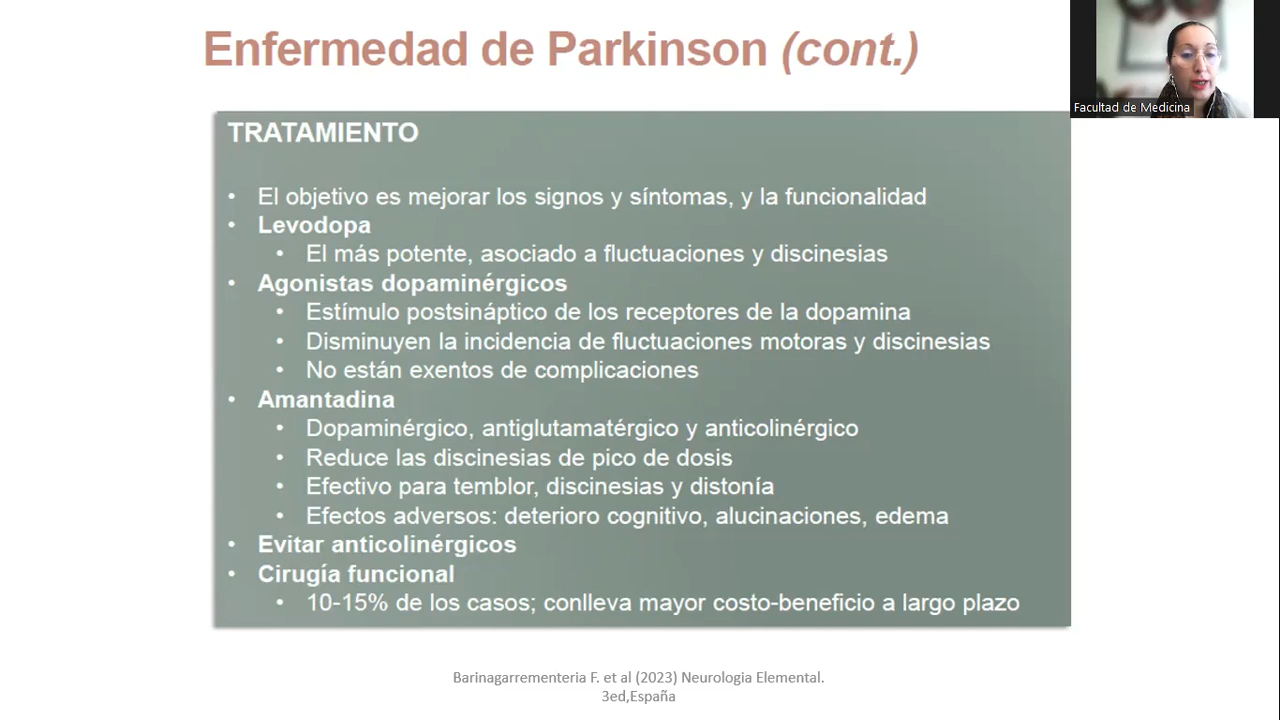 Enfermedad de Parkinson (cont.)
Facultad de Medicina
TRATAMIENTO
• El objetivo es mejorar los signos y síntomas, y la funcionalidad
• Levodopa
• El más potente, asociado a fluctuaciones y discinesias
• Agonistas dopaminérgicos
• Estímulo postsináptico de los receptores de la dopamina
• Disminuyen la incidencia de fluctuaciones motoras y discinesias
• No están exentos de complicaciones
• Amantadina
• Dopaminérgico, antiglutamatérgico y anticolinérgico
• Reduce las discinesias de pico de dosis
• Efectivo para temblor, discinesias y distonía
• Efectos adversos: deterioro cognitivo, alucinaciones, edema
• Evitar anticolinérgicos
• Cirugía funcional
• 10-15% de los casos; conlleva mayor costo-beneficio a largo plazo
Barinagarrementeria F. et al (2023) Neurologia Elemental.
3ed,España